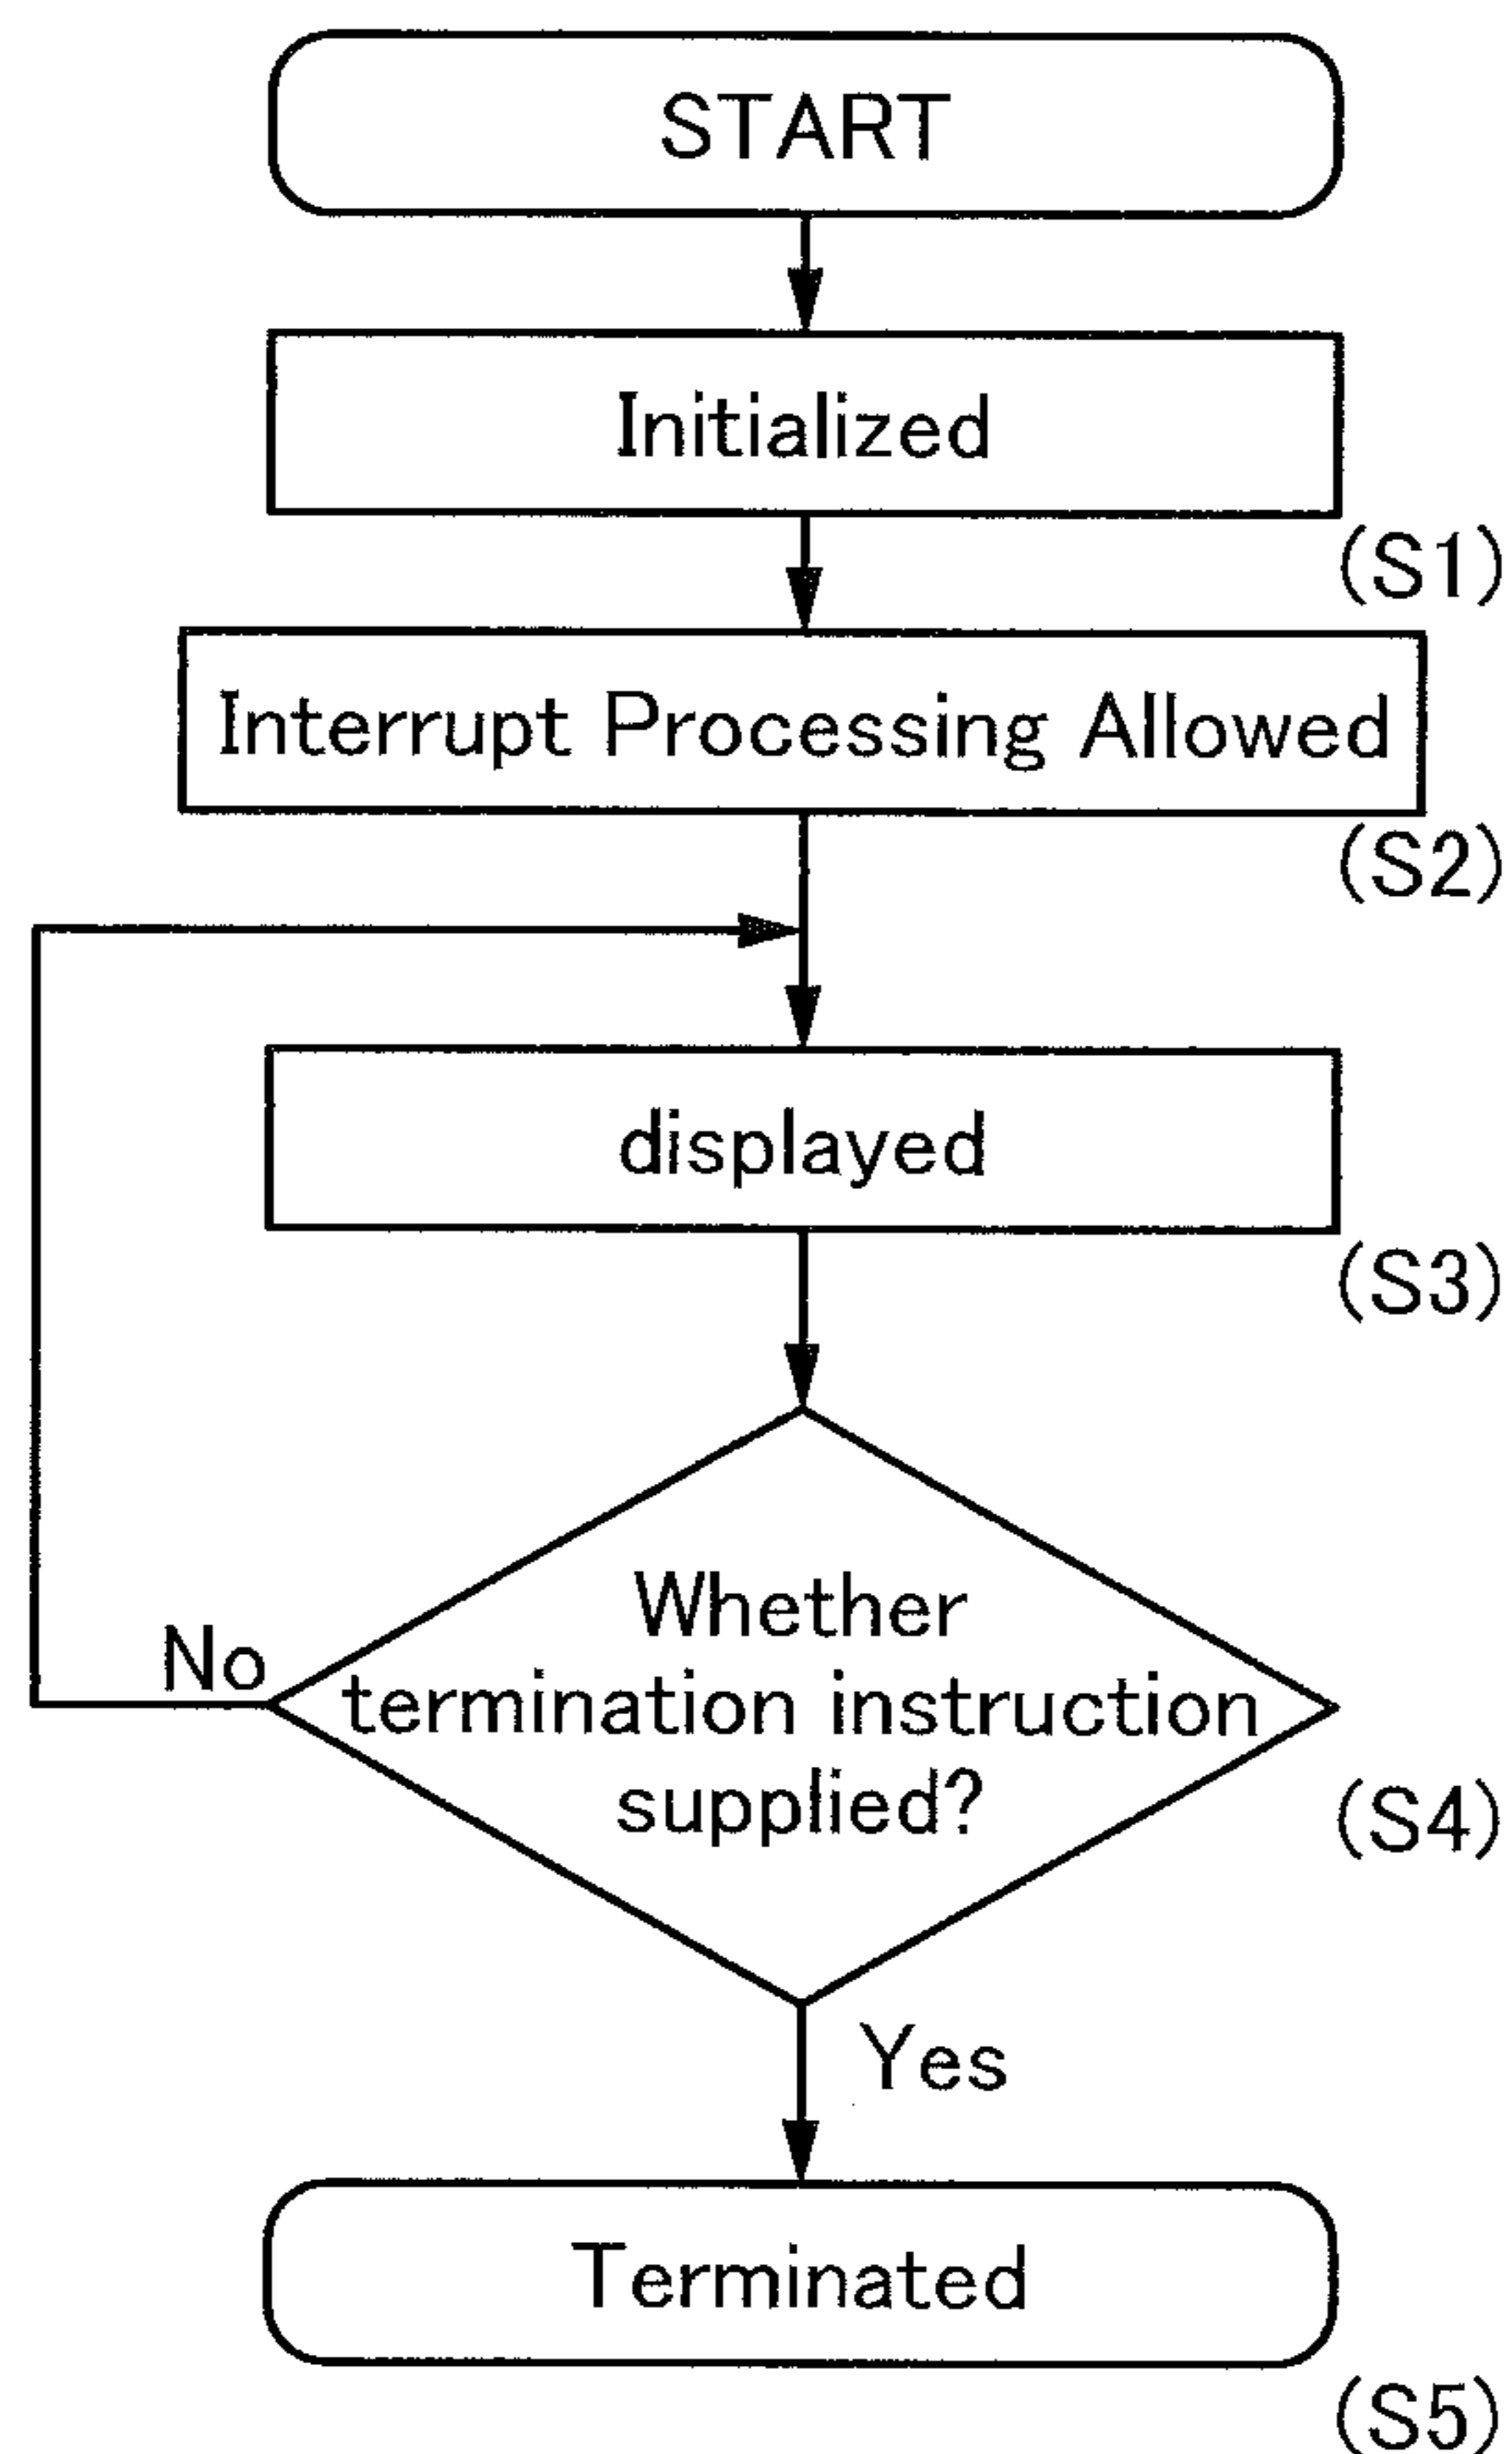 START
Initialized
(S1)
Interrupt Processing Allowed
(S2)
displayed
(S3)
Whether
No
termination instruction
supplied?
(S4)
Yes
Terminated
(S5)